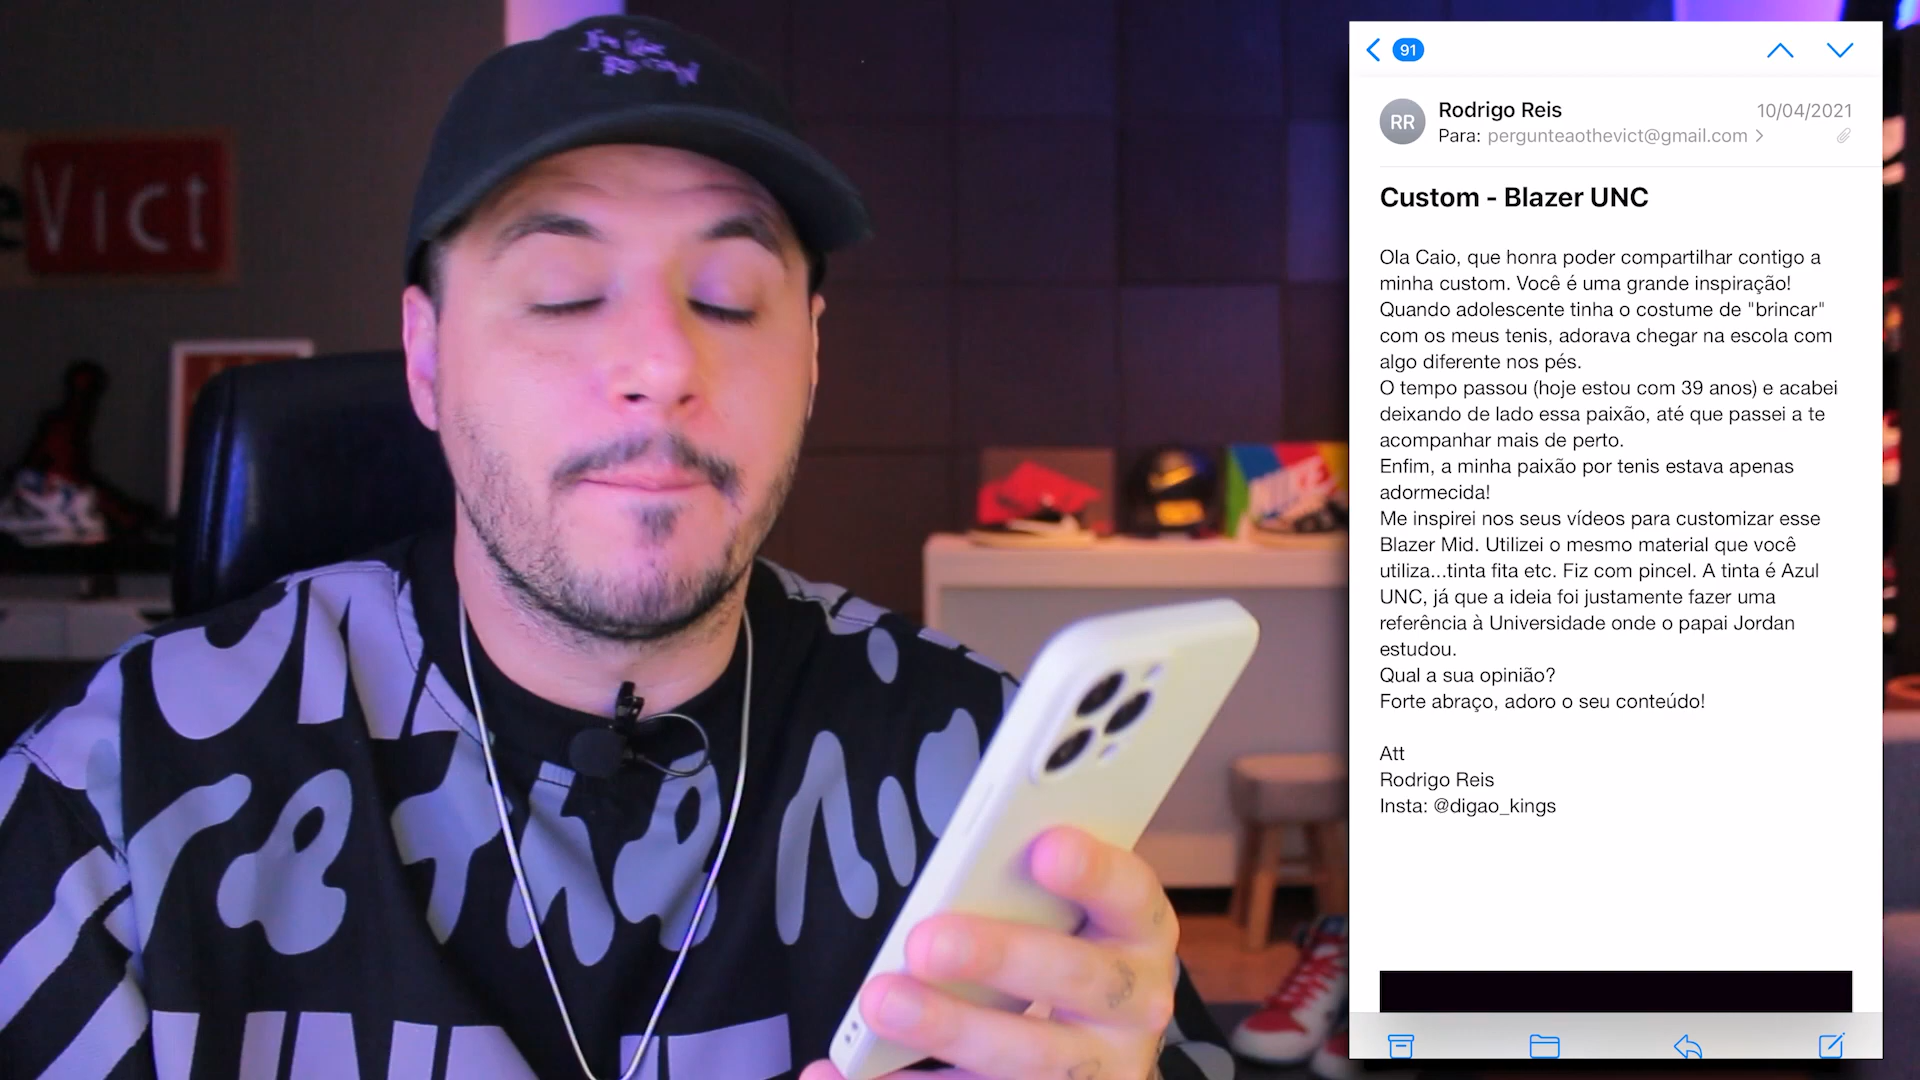 91
RR
Rodrigo Reis
10/04/2021
Para: pergunteaothevict@gmail.com
Custom - Blazer UNC
Ola Caio, que honra poder compartilhar contigo a
minha custom. Você é uma grande inspiração!
Quando adolescente tinha o costume de "brincar"
com os meus tenis, adorava chegar na escola com
algo diferente nos pés.
O tempo passou (hoje estou com 39 anos) e acabei
deixando de lado essa paixão, até que passei a te
acompanhar mais de perto.
Enfim, a minha paixão por tenis estava apenas
adormecida!
Me inspirei nos seus vídeos para customizar esse
Blazer Mid. Utilizei o mesmo material que você
utiliza...tinta fita etc. Fiz com pincel. A tinta é Azul
UNC, já que a ideia foi justamente fazer uma
referência à Universidade onde o papai Jordan
estudou.
Qual a sua opinião?
Forte abraço, adoro o seu conteúdo!
Att
Rodrigo Reis
Insta: @digao_kings
eVict
NIKE